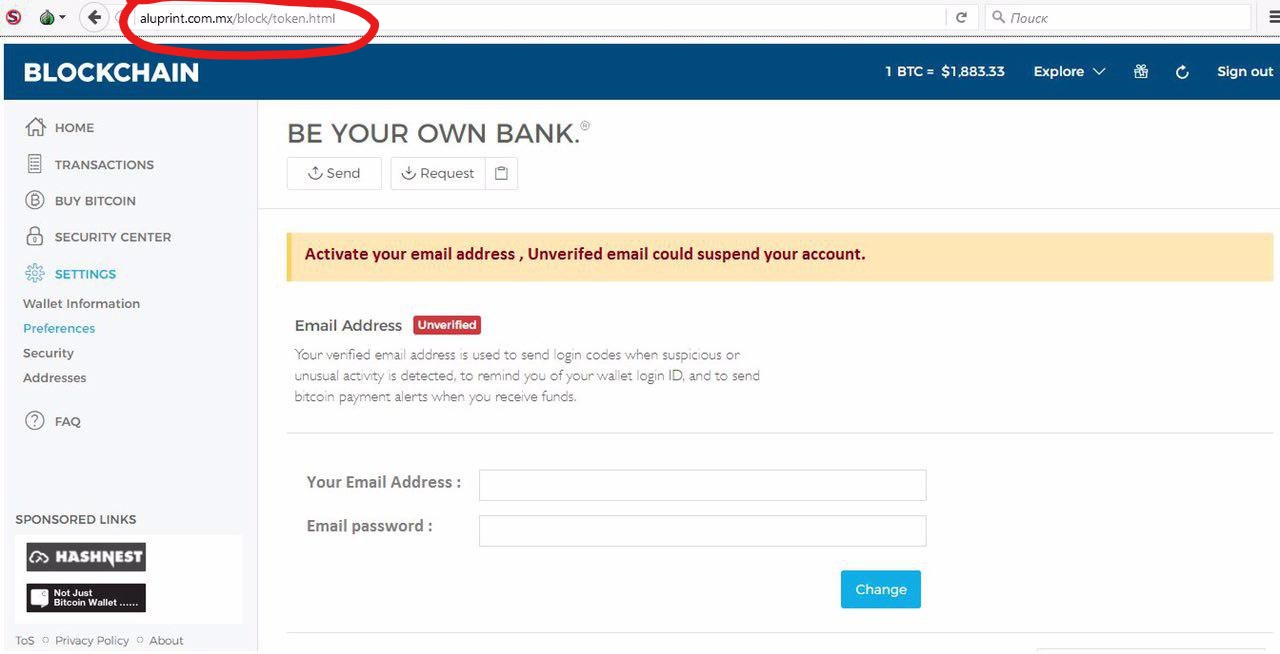 aluprint.com.mx/block/token.html
Поиск
BLOCKCHAIN
1 BTC = $1,883.33
Explore
Sign out
HOME
TRANSACTIONS
BUY BITCOIN
SECURITY CENTER
SETTINGS
Wallet Information
Preferences
Security
Addresses
FAQ
SPONSORED LINKS
HASHNEST
Not Just
Bitcoin Wallet ......
ToS
Privacy Policy
About
BE YOUR OWN BANK.®
Send
Request
Activate your email address , Unverifed email could suspend your account.
Email Address
Unverified
Your verified email address is used to send login codes when suspicious or
unusual activity is detected, to remind you of your wallet login ID, and to send
bitcoin payment alerts when you receive funds.
Your Email Address :
Email password :
Change